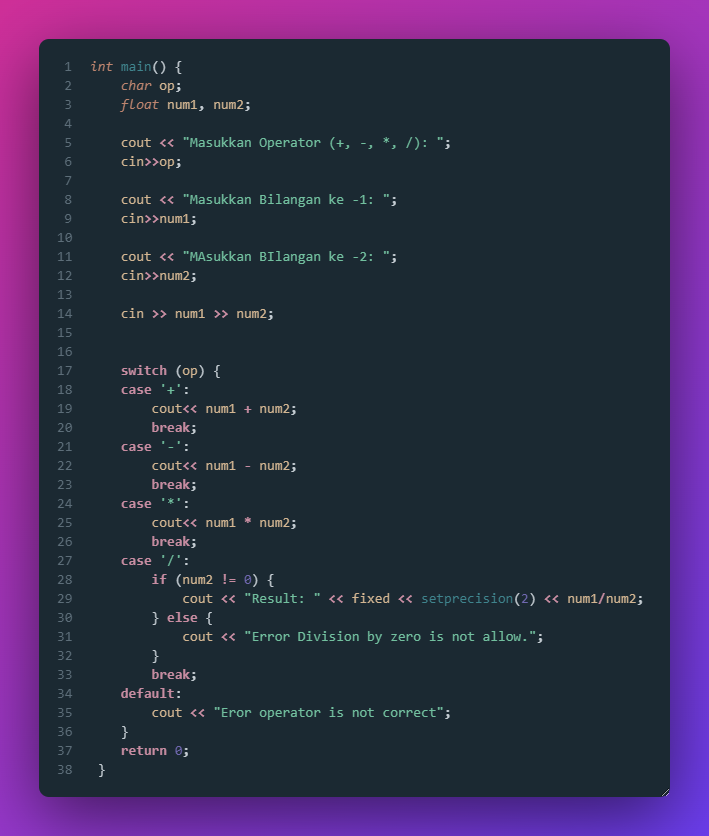 1 int main() {
2     char op;
3     float num1, num2;
4
5     cout << "Masukkan Operator (+, -, *, /): ";
6     cin>>op;
7
8     cout << "Masukkan Bilangan ke -1: ";
9     cin>>num1;
10
11     cout << "MAsukkan BIlangan ke -2: ";
12     cin>>num2;
13
14     cin >> num1 >> num2;
15
16
17     switch (op) {
18     case '+':
19         cout<< num1 + num2;
20         break;
21     case '-':
22         cout<< num1 - num2;
23         break;
24     case '*':
25         cout<< num1 * num2;
26         break;
27     case '/':
28         if (num2 != 0) {
29             cout << "Result: " << fixed << setprecision(2) << num1/num2;
30         } else {
31             cout << "Error Division by zero is not allow.";
32         }
33         break;
34     default:
35         cout << "Eror operator is not correct";
36     }
37     return 0;
38  }